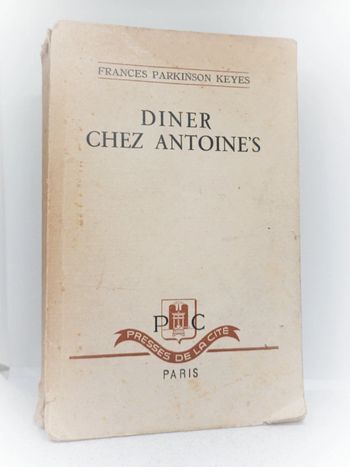 FRANCES PARKINSON KEYES
DINER
CHEZ ANTOINE'S
P C
PRESSES DE LA CITÉ
PARIS